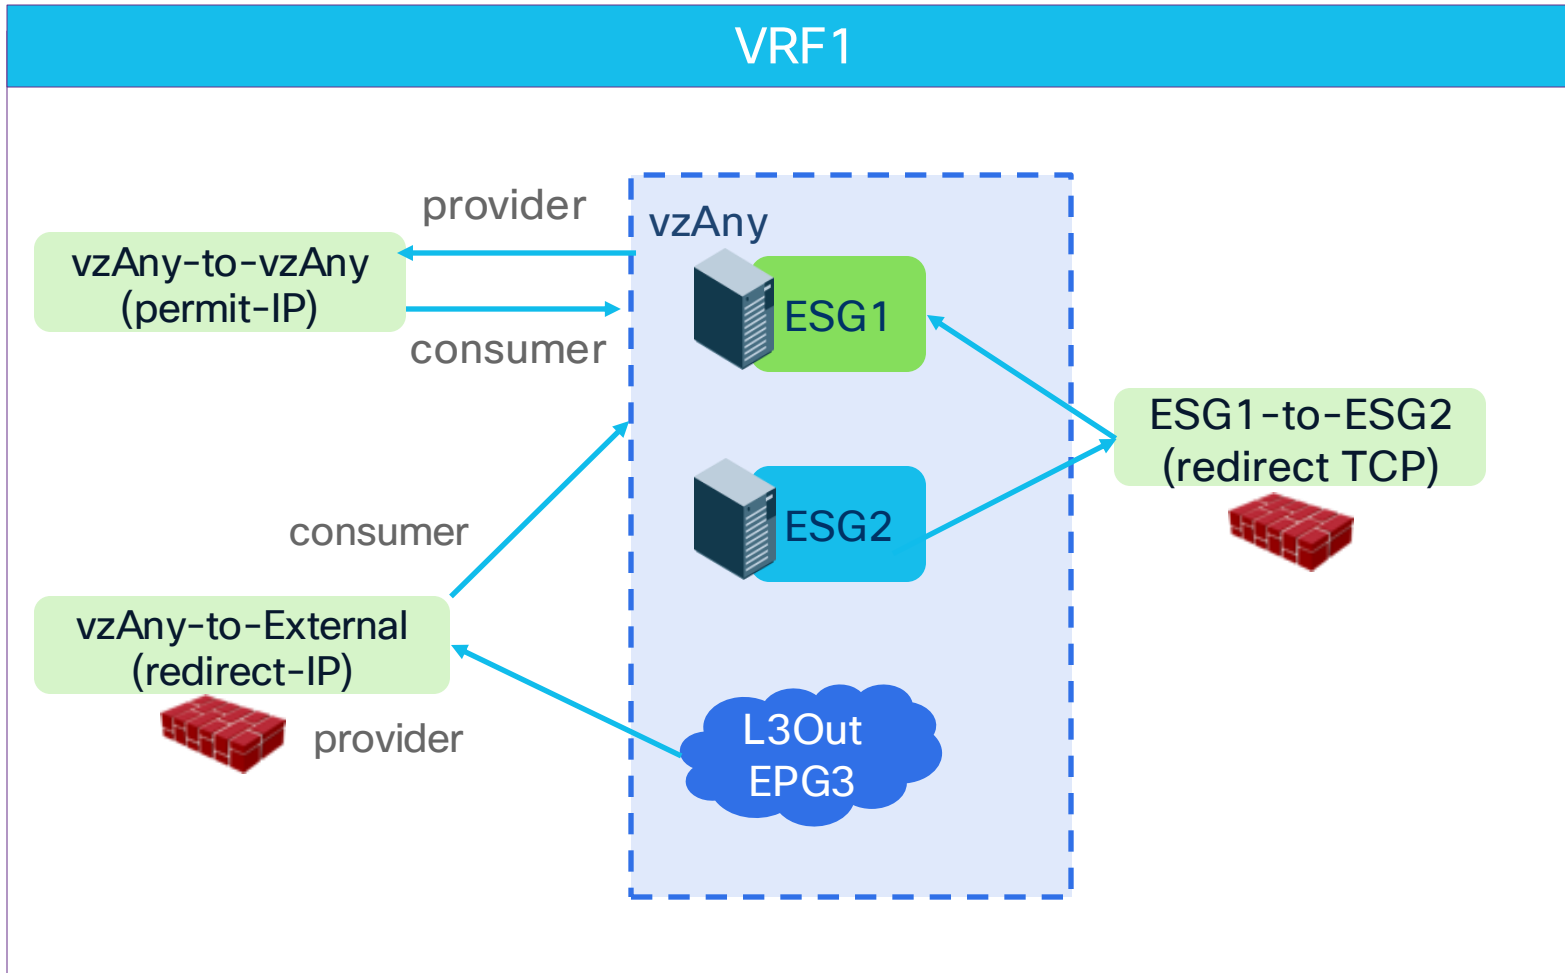 VRF1
provider
vzAny-to-vzAny
(permit-IP)
consumer
vzAny
ESG1
ESG2
ESG1-to-ESG2
(redirect TCP)
consumer
vzAny-to-External
(redirect-IP)
provider
L3Out
EPG3